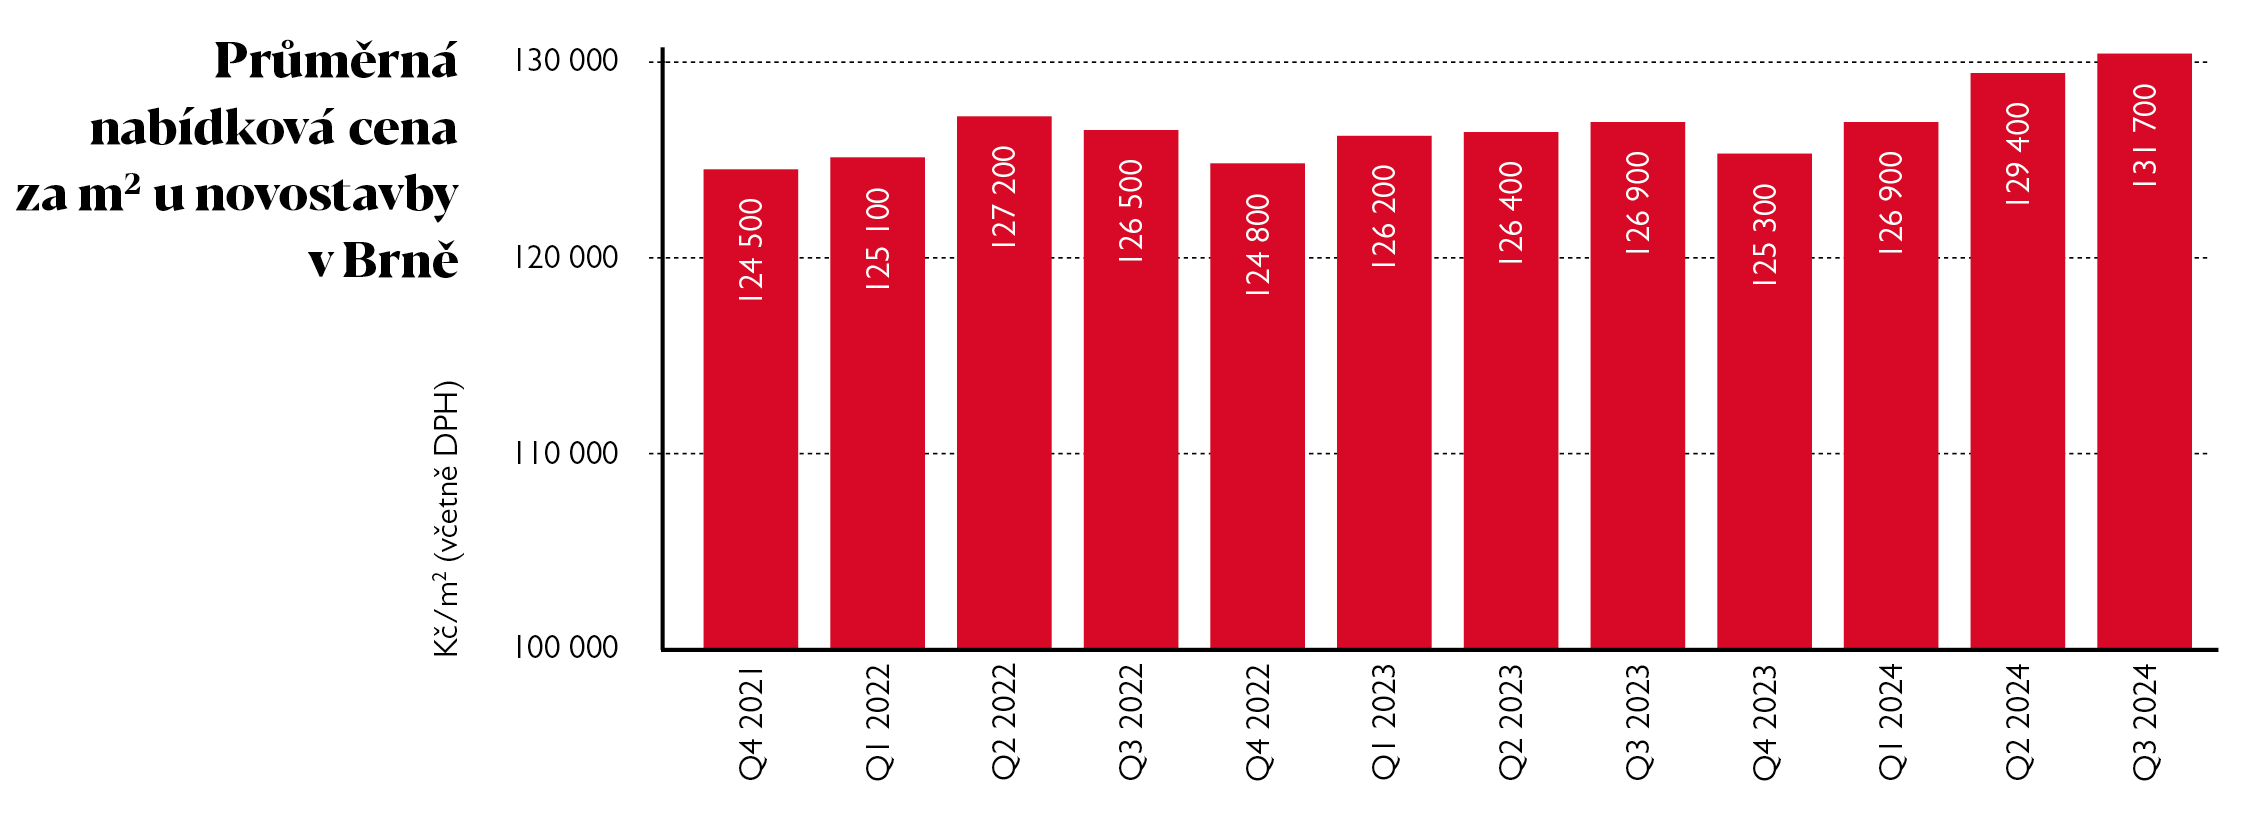 Průměrná
nabídková cena
za m² u novostavby
v Brně
Kč/m² (včetně DPH)
130 000
120 000
110 000
100 000
124 500
125 100
127 200
126 500
124 800
126 200
126 400
126 900
125 300
126 900
129 400
131 700
Q4 2021
Q1 2022
Q2 2022
Q3 2022
Q4 2022
Q1 2023
Q2 2023
Q3 2023
Q4 2023
Q1 2024
Q2 2024
Q3 2024